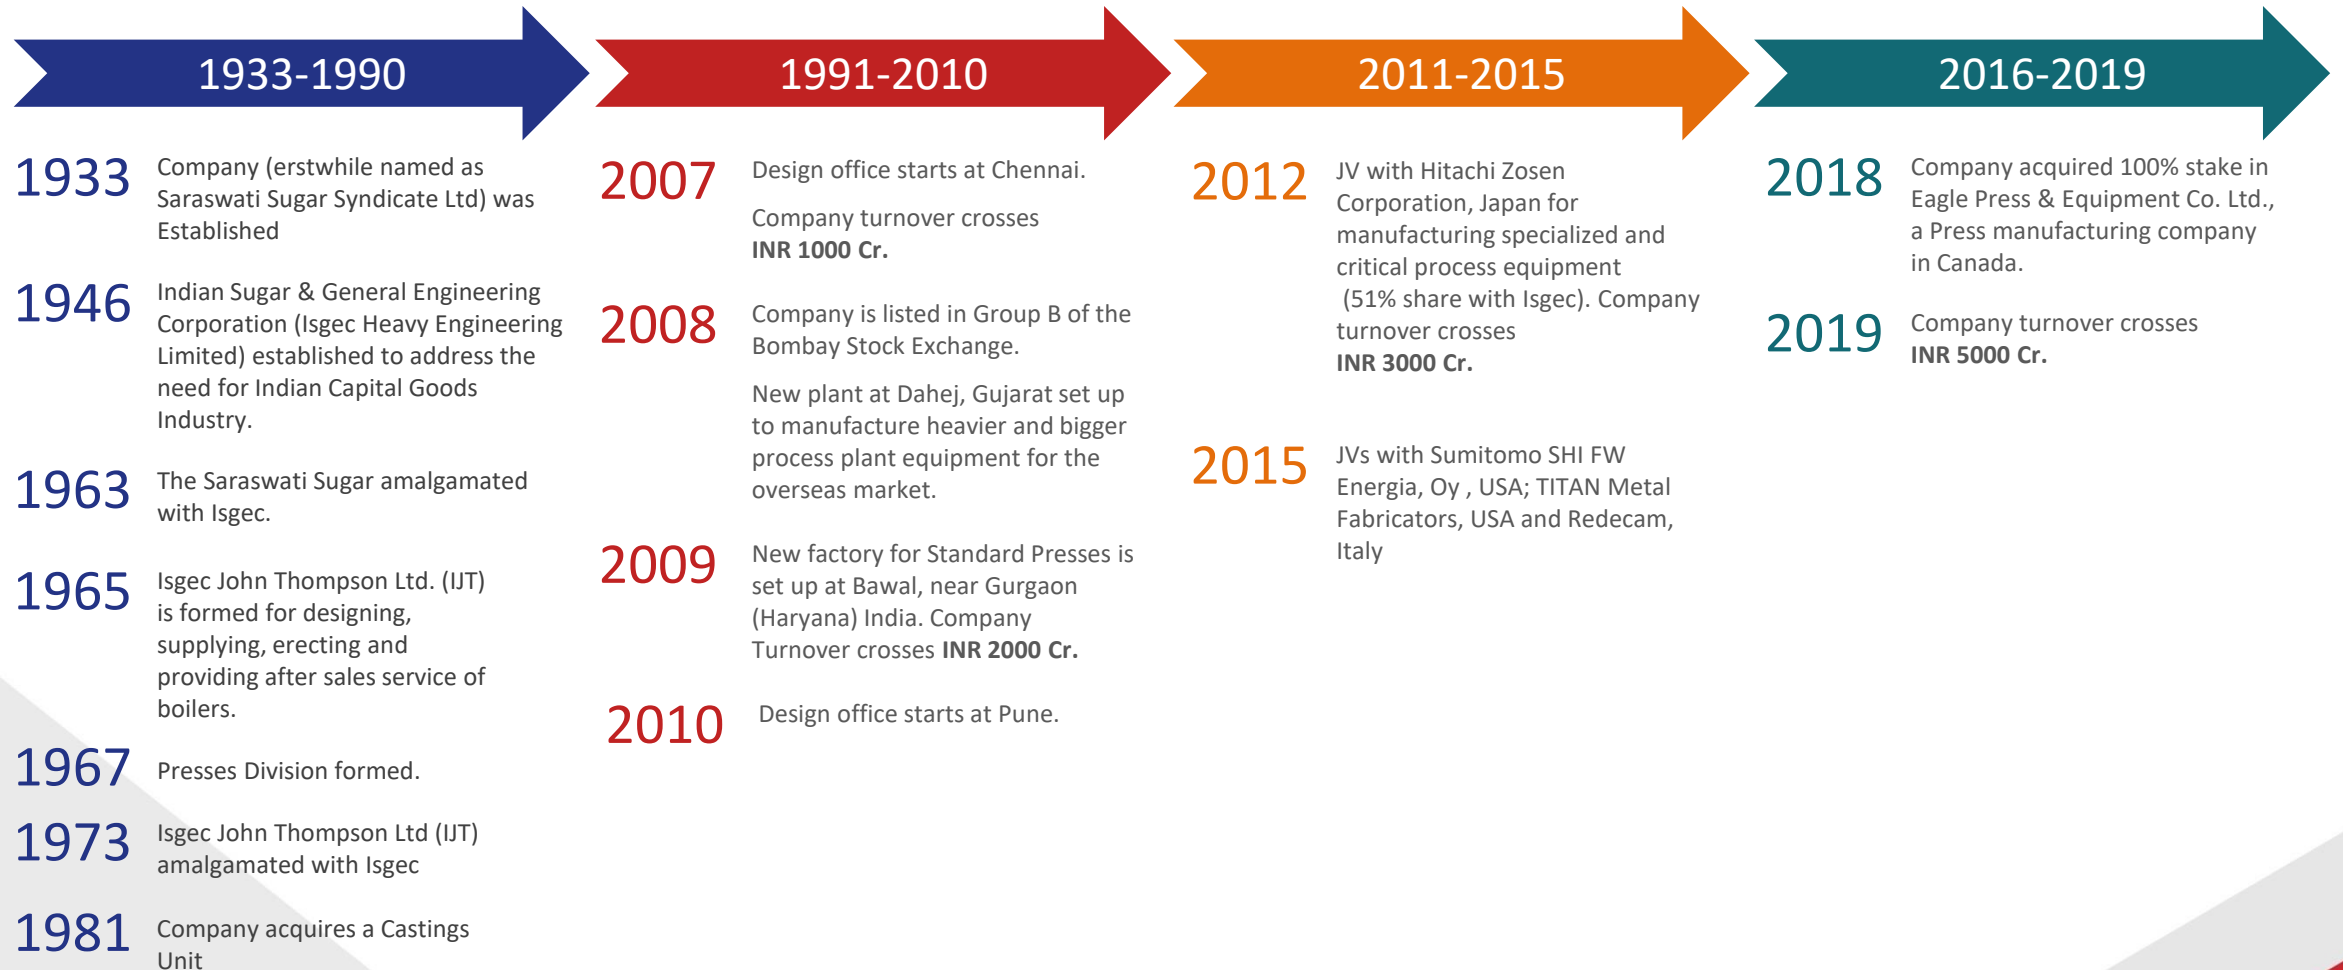 1933-1990
1933
Company (erstwhile named as
Saraswati Sugar Syndicate Ltd) was
Established
1946
Indian Sugar & General Engineering
Corporation (Isgec Heavy Engineering
Limited) established to address the
need for Indian Capital Goods
Industry.
1963
The Saraswati Sugar amalgamated
with Isgec.
1965
Isgec John Thompson Ltd. (IJT)
is formed for designing,
supplying, erecting and
providing after sales service of
boilers.
1967
Presses Division formed.
1973
Isgec John Thompson Ltd (IJT)
amalgamated with Isgec
1981
Company acquires a Castings
Unit
1991-2010
2007
Design office starts at Chennai.
Company turnover crosses
INR 1000 Cr.
2008
Company is listed in Group B of the
Bombay Stock Exchange.
New plant at Dahej, Gujarat set up
to manufacture heavier and bigger
process plant equipment for the
overseas market.
2009
New factory for Standard Presses is
set up at Bawal, near Gurgaon
(Haryana) India. Company
Turnover crosses INR 2000 Cr.
2010
Design office starts at Pune.
2011-2015
2012
JV with Hitachi Zosen
Corporation, Japan for
manufacturing specialized and
critical process equipment
(51% share with Isgec). Company
turnover crosses
INR 3000 Cr.
2015
JVs with Sumitomo SHI FW
Energia, Oy , USA; TITAN Metal
Fabricators, USA and Redecam,
Italy
2016-2019
2018
Company acquired 100% stake in
Eagle Press & Equipment Co. Ltd.,
a Press manufacturing company
in Canada.
2019
Company turnover crosses
INR 5000 Cr.